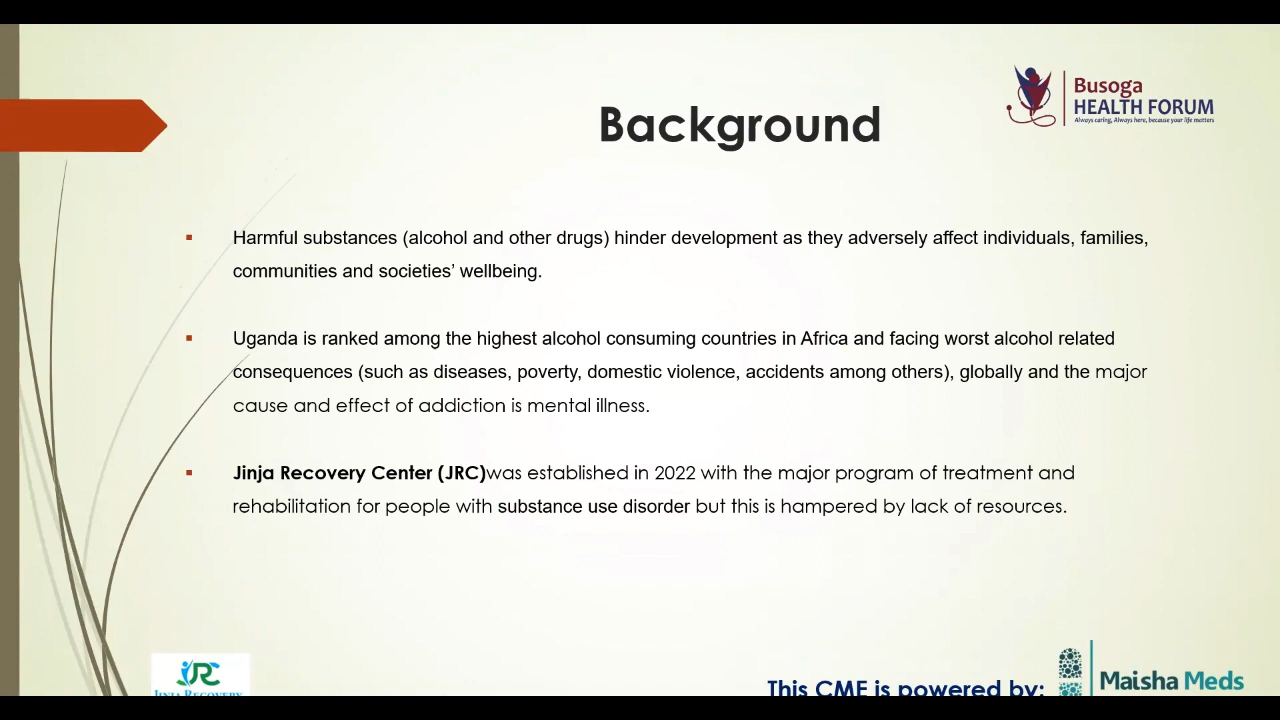 Background
Busoga
HEALTH FORUM
Always caring, Always here, because your life matters
Harmful substances (alcohol and other drugs) hinder development as they adversely affect individuals, families,
communities and societies’ wellbeing.
Uganda is ranked among the highest alcohol consuming countries in Africa and facing worst alcohol related
consequences (such as diseases, poverty, domestic violence, accidents among others), globally and the major
cause and effect of addiction is mental illness.
Jinja Recovery Center (JRC)was established in 2022 with the major program of treatment and
rehabilitation for people with substance use disorder but this is hampered by lack of resources.
JRC
JINJA RECOVERY
This CME is powered by:
Maisha Meds